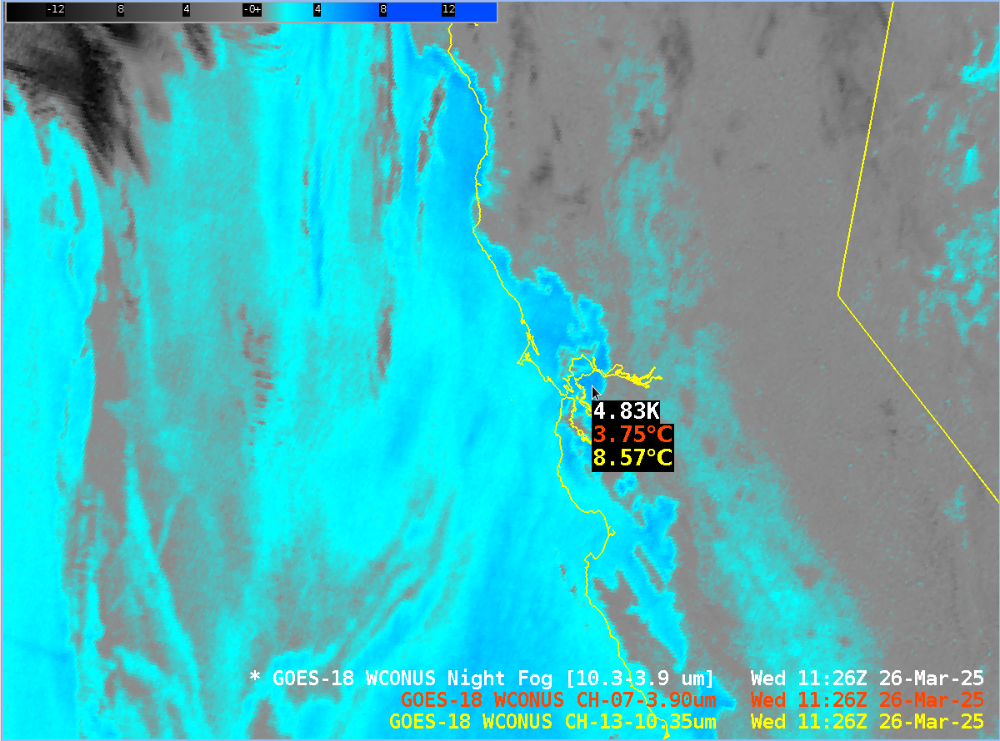 -12 8 4 -0+ 4 8 12
4.83K
3.75°C
8.57°C
* GOES-18 WCONUS Night Fog [10.3-3.9 um] Wed 11:26Z 26-Mar-25
GOES-18 WCONUS CH-07-3.90um Wed 11:26Z 26-Mar-25
GOES-18 WCONUS CH-13-10.35um Wed 11:26Z 26-Mar-25